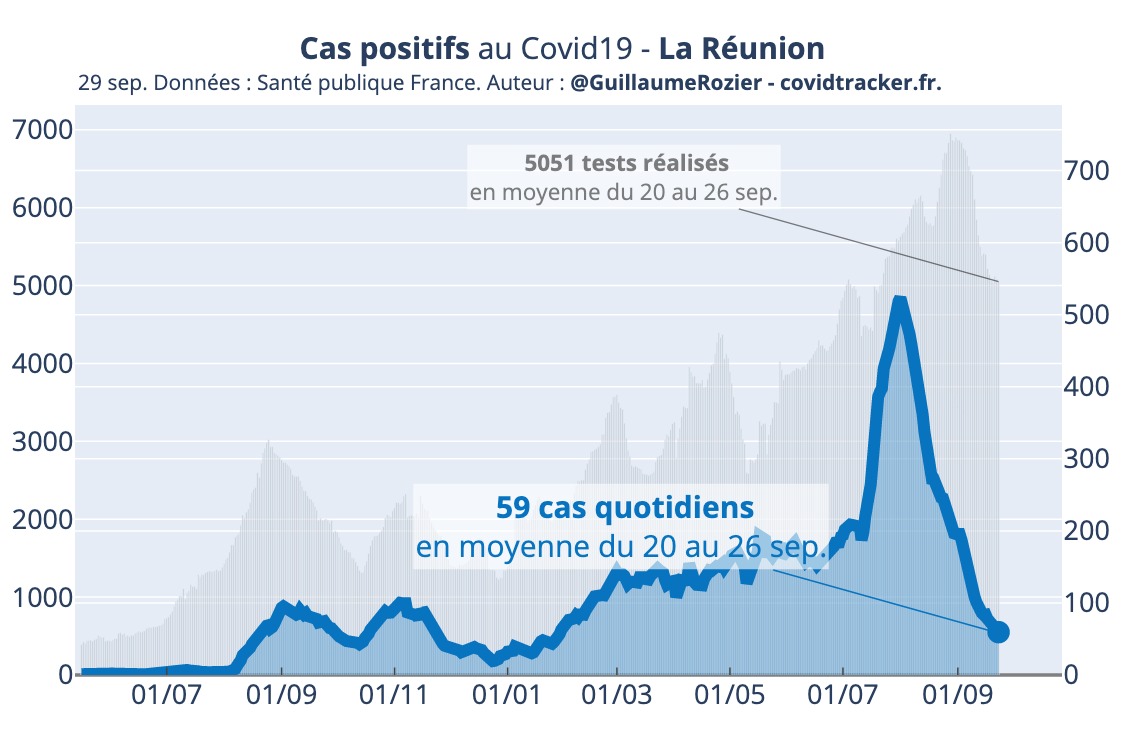 Cas positifs au Covid19 - La Réunion
29 sep. Données : Santé publique France. Auteur : @GuillaumeRozier - covidtracker.fr.
7000
6000
5000
4000
3000
2000
1000
0
5051 tests réalisés
en moyenne du 20 au 26 sep.
59 cas quotidiens
en moyenne du 20 au 26 sep.
700
600
500
400
300
200
100
0
01/07 01/09 01/11 01/01 01/03 01/05 01/07 01/09